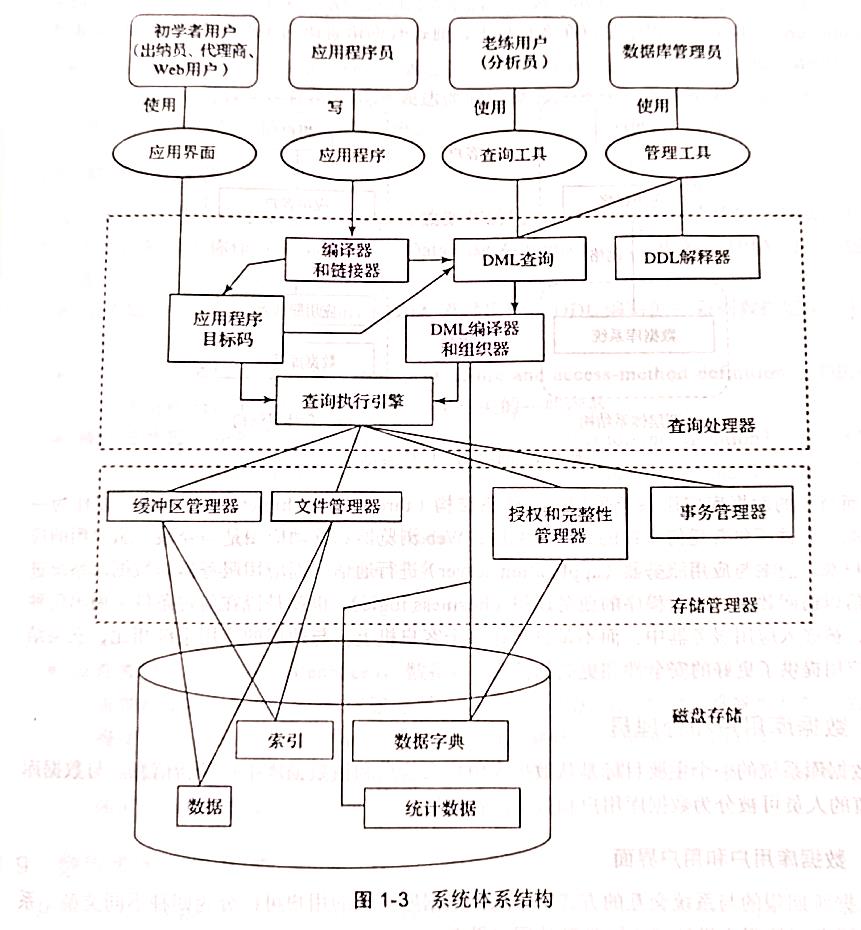 初学者用户
(出纳员、代理商、
Web用户)
应用程序员
老练用户
(分析员)
数据库管理员
使用
写
使用
使用
应用界面
应用程序
查询工具
管理工具
编译器
和链接器
DML查询
DDL解释器
应用程序
目标码
DML编译器
和组织器
查询执行引擎
查询处理器
缓冲区管理器
文件管理器
授权和完整性
管理器
事务管理器
存储管理器
磁盘存储
索引
数据字典
数据
统计数据
图 1-3 系统体系结构